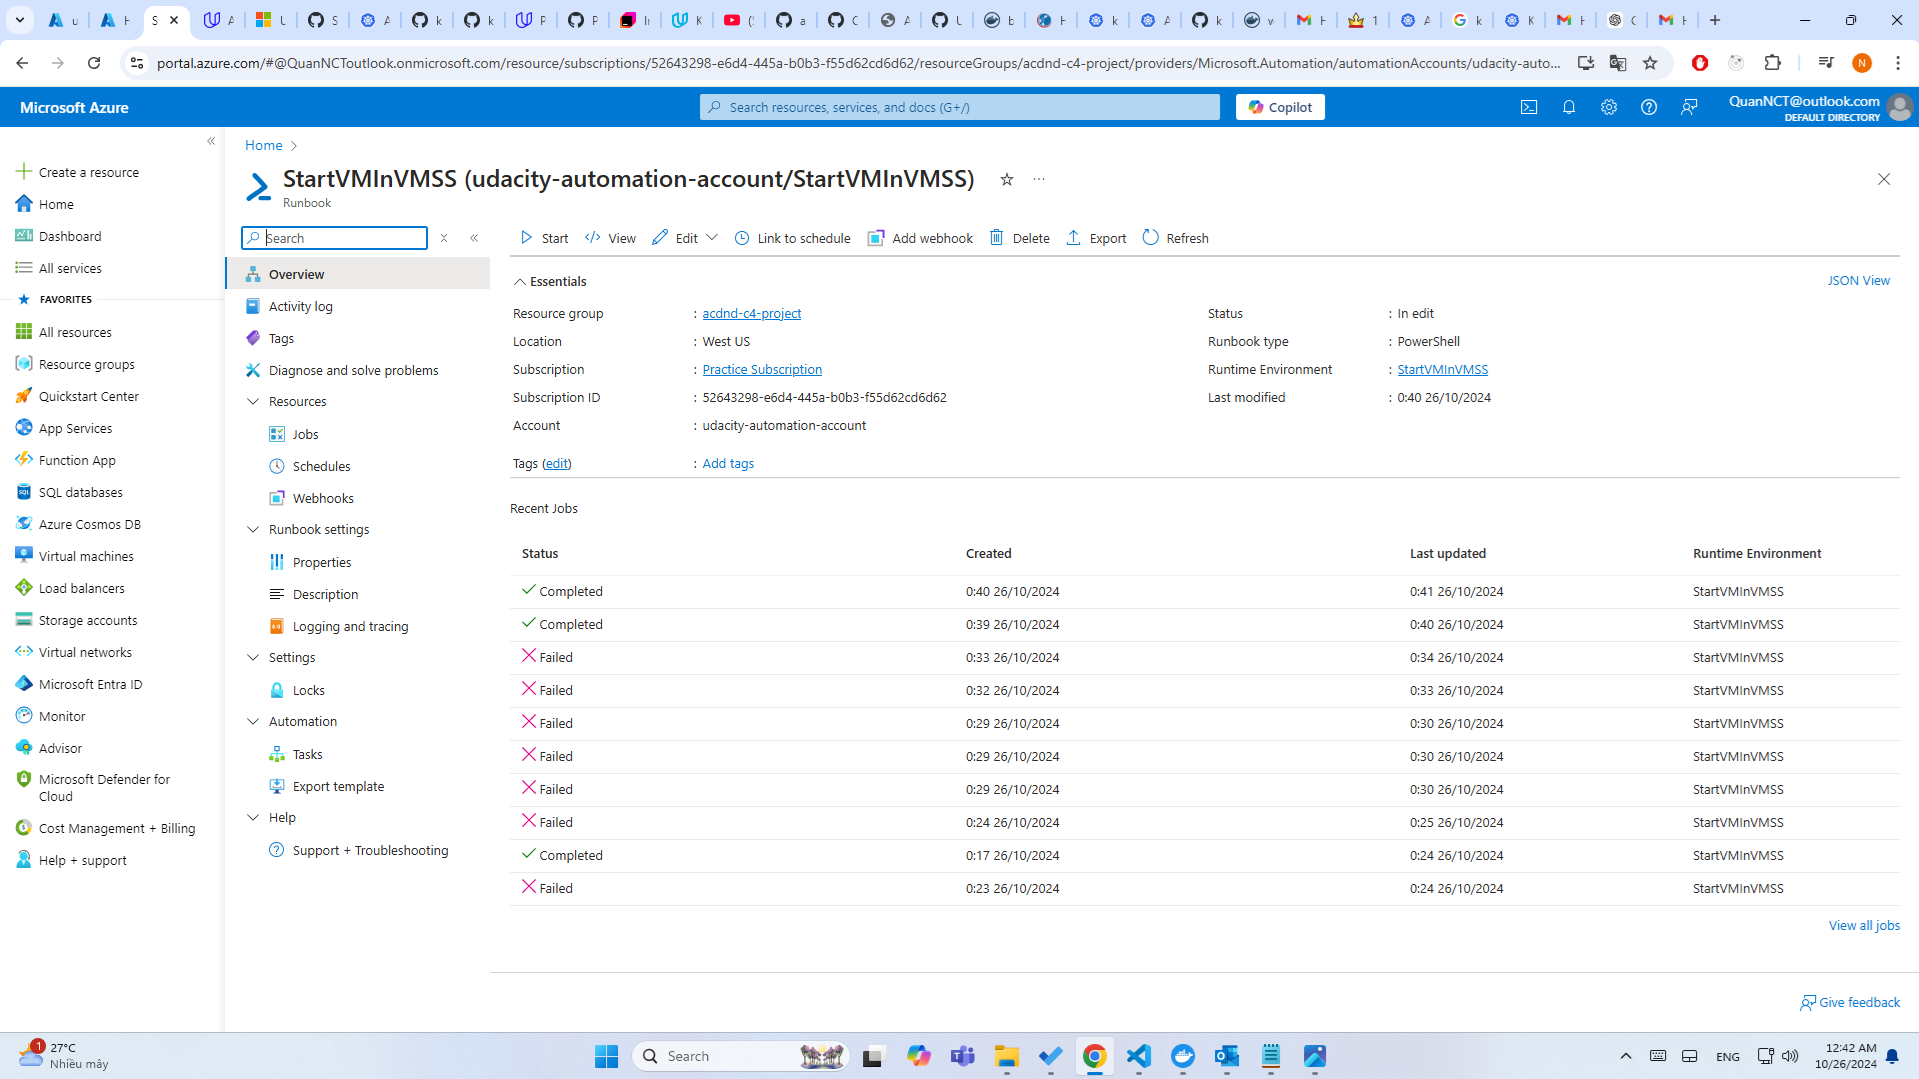 portal.azure.com/#@QuanNCToutlook.onmicrosoft.com/resource/subscriptions/52643298-e6d4-445a-b0b3-f55d62cd6d62/resourceGroups/acdnd-c4-project/providers/Microsoft.Automation/automationAccounts/udacity-auto...
Microsoft Azure
Search resources, services, and docs (G+/)
Copilot
QuanNCT@outlook.com
DEFAULT DIRECTORY
Create a resource
Home
Dashboard
All services
FAVORITES
All resources
Resource groups
Quickstart Center
App Services
Function App
SQL databases
Azure Cosmos DB
Virtual machines
Load balancers
Storage accounts
Virtual networks
Microsoft Entra ID
Monitor
Advisor
Microsoft Defender for
Cloud
Cost Management + Billing
Help + support
Home
StartVMInVMSS (udacity-automation-account/StartVMInVMSS)
Runbook
Search
Overview
Activity log
Tags
Diagnose and solve problems
Resources
Jobs
Schedules
Webhooks
Runbook settings
Properties
Description
Logging and tracing
Settings
Locks
Automation
Tasks
Export template
Help
Support + Troubleshooting
Start View Edit Link to schedule Add webhook Delete Export Refresh
Essentials
JSON View
Resource group : acdnd-c4-project
Location : West US
Subscription : Practice Subscription
Subscription ID : 52643298-e6d4-445a-b0b3-f55d62cd6d62
Account : udacity-automation-account
Tags (edit) : Add tags
Status : In edit
Runbook type : PowerShell
Runtime Environment : StartVMInVMSS
Last modified : 0:40 26/10/2024
Recent Jobs
Status Created Last updated Runtime Environment
Completed 0:40 26/10/2024 0:41 26/10/2024 StartVMInVMSS
Completed 0:39 26/10/2024 0:40 26/10/2024 StartVMInVMSS
Failed 0:33 26/10/2024 0:34 26/10/2024 StartVMInVMSS
Failed 0:32 26/10/2024 0:33 26/10/2024 StartVMInVMSS
Failed 0:29 26/10/2024 0:30 26/10/2024 StartVMInVMSS
Failed 0:29 26/10/2024 0:30 26/10/2024 StartVMInVMSS
Failed 0:29 26/10/2024 0:30 26/10/2024 StartVMInVMSS
Failed 0:24 26/10/2024 0:25 26/10/2024 StartVMInVMSS
Completed 0:17 26/10/2024 0:24 26/10/2024 StartVMInVMSS
Failed 0:23 26/10/2024 0:24 26/10/2024 StartVMInVMSS
View all jobs
Give feedback
1
27°C
Nhiều mây
Search
ENG
12:42 AM
10/26/2024